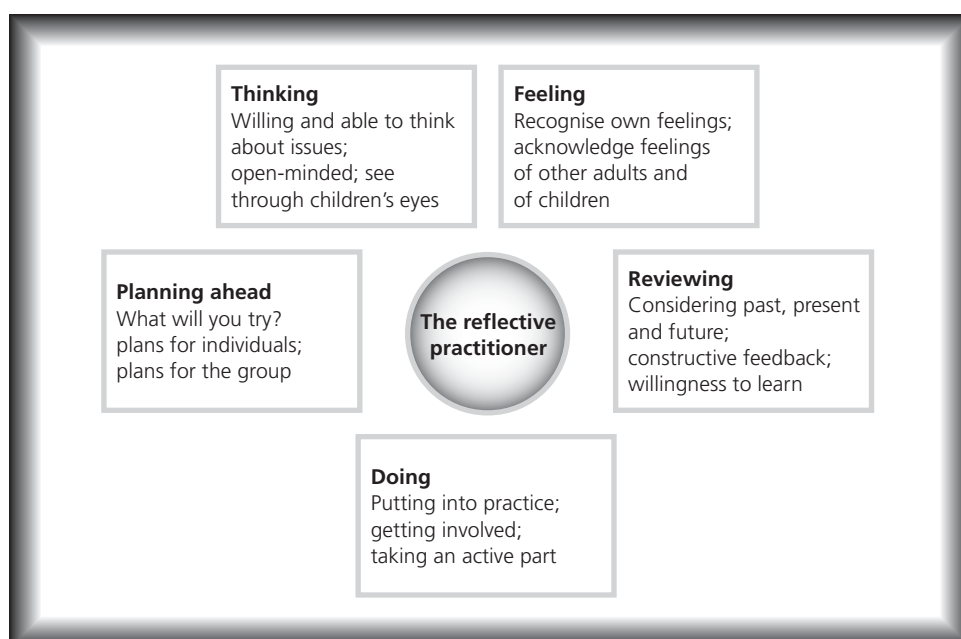 Thinking
Willing and able to think
about issues;
open-minded; see
through children’s eyes
Feeling
Recognise own feelings;
acknowledge feelings
of other adults and
of children
Planning ahead
What will you try?
plans for individuals;
plans for the group
The reflective
practitioner
Reviewing
Considering past, present
and future;
constructive feedback;
willingness to learn
Doing
Putting into practice;
getting involved;
taking an active part